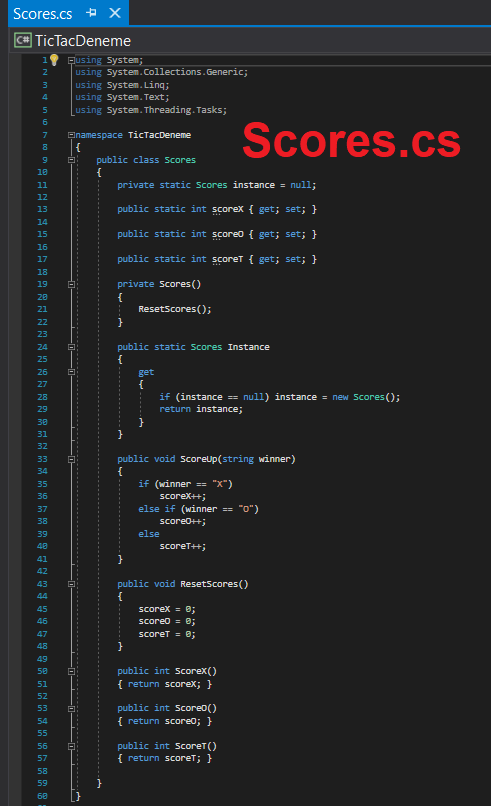 Scores.cs
TicTacDeneme
Scores.cs
1 using System;
2 using System.Collections.Generic;
3 using System.Linq;
4 using System.Text;
5 using System.Threading.Tasks;
6
7 namespace TicTacDeneme
8 {
9 public class Scores
10 {
11 private static Scores instance = null;
12
13 public static int scoreX { get; set; }
14
15 public static int scoreO { get; set; }
16
17 public static int scoreT { get; set; }
18
19 private Scores()
20 {
21 ResetScores();
22 }
23
24 public static Scores Instance
25 {
26 get
27 {
28 if (instance == null) instance = new Scores();
29 return instance;
30 }
31 }
32
33 public void ScoreUp(string winner)
34 {
35 if (winner == "X")
36 scoreX++;
37 else if (winner == "O")
38 scoreO++;
39 else
40 scoreT++;
41 }
42
43 public void ResetScores()
44 {
45 scoreX = 0;
46 scoreO = 0;
47 scoreT = 0;
48 }
49
50 public int ScoreX()
51 { return scoreX; }
52
53 public int ScoreO()
54 { return scoreO; }
55
56 public int ScoreT()
57 { return scoreT; }
58
59 }
60 }